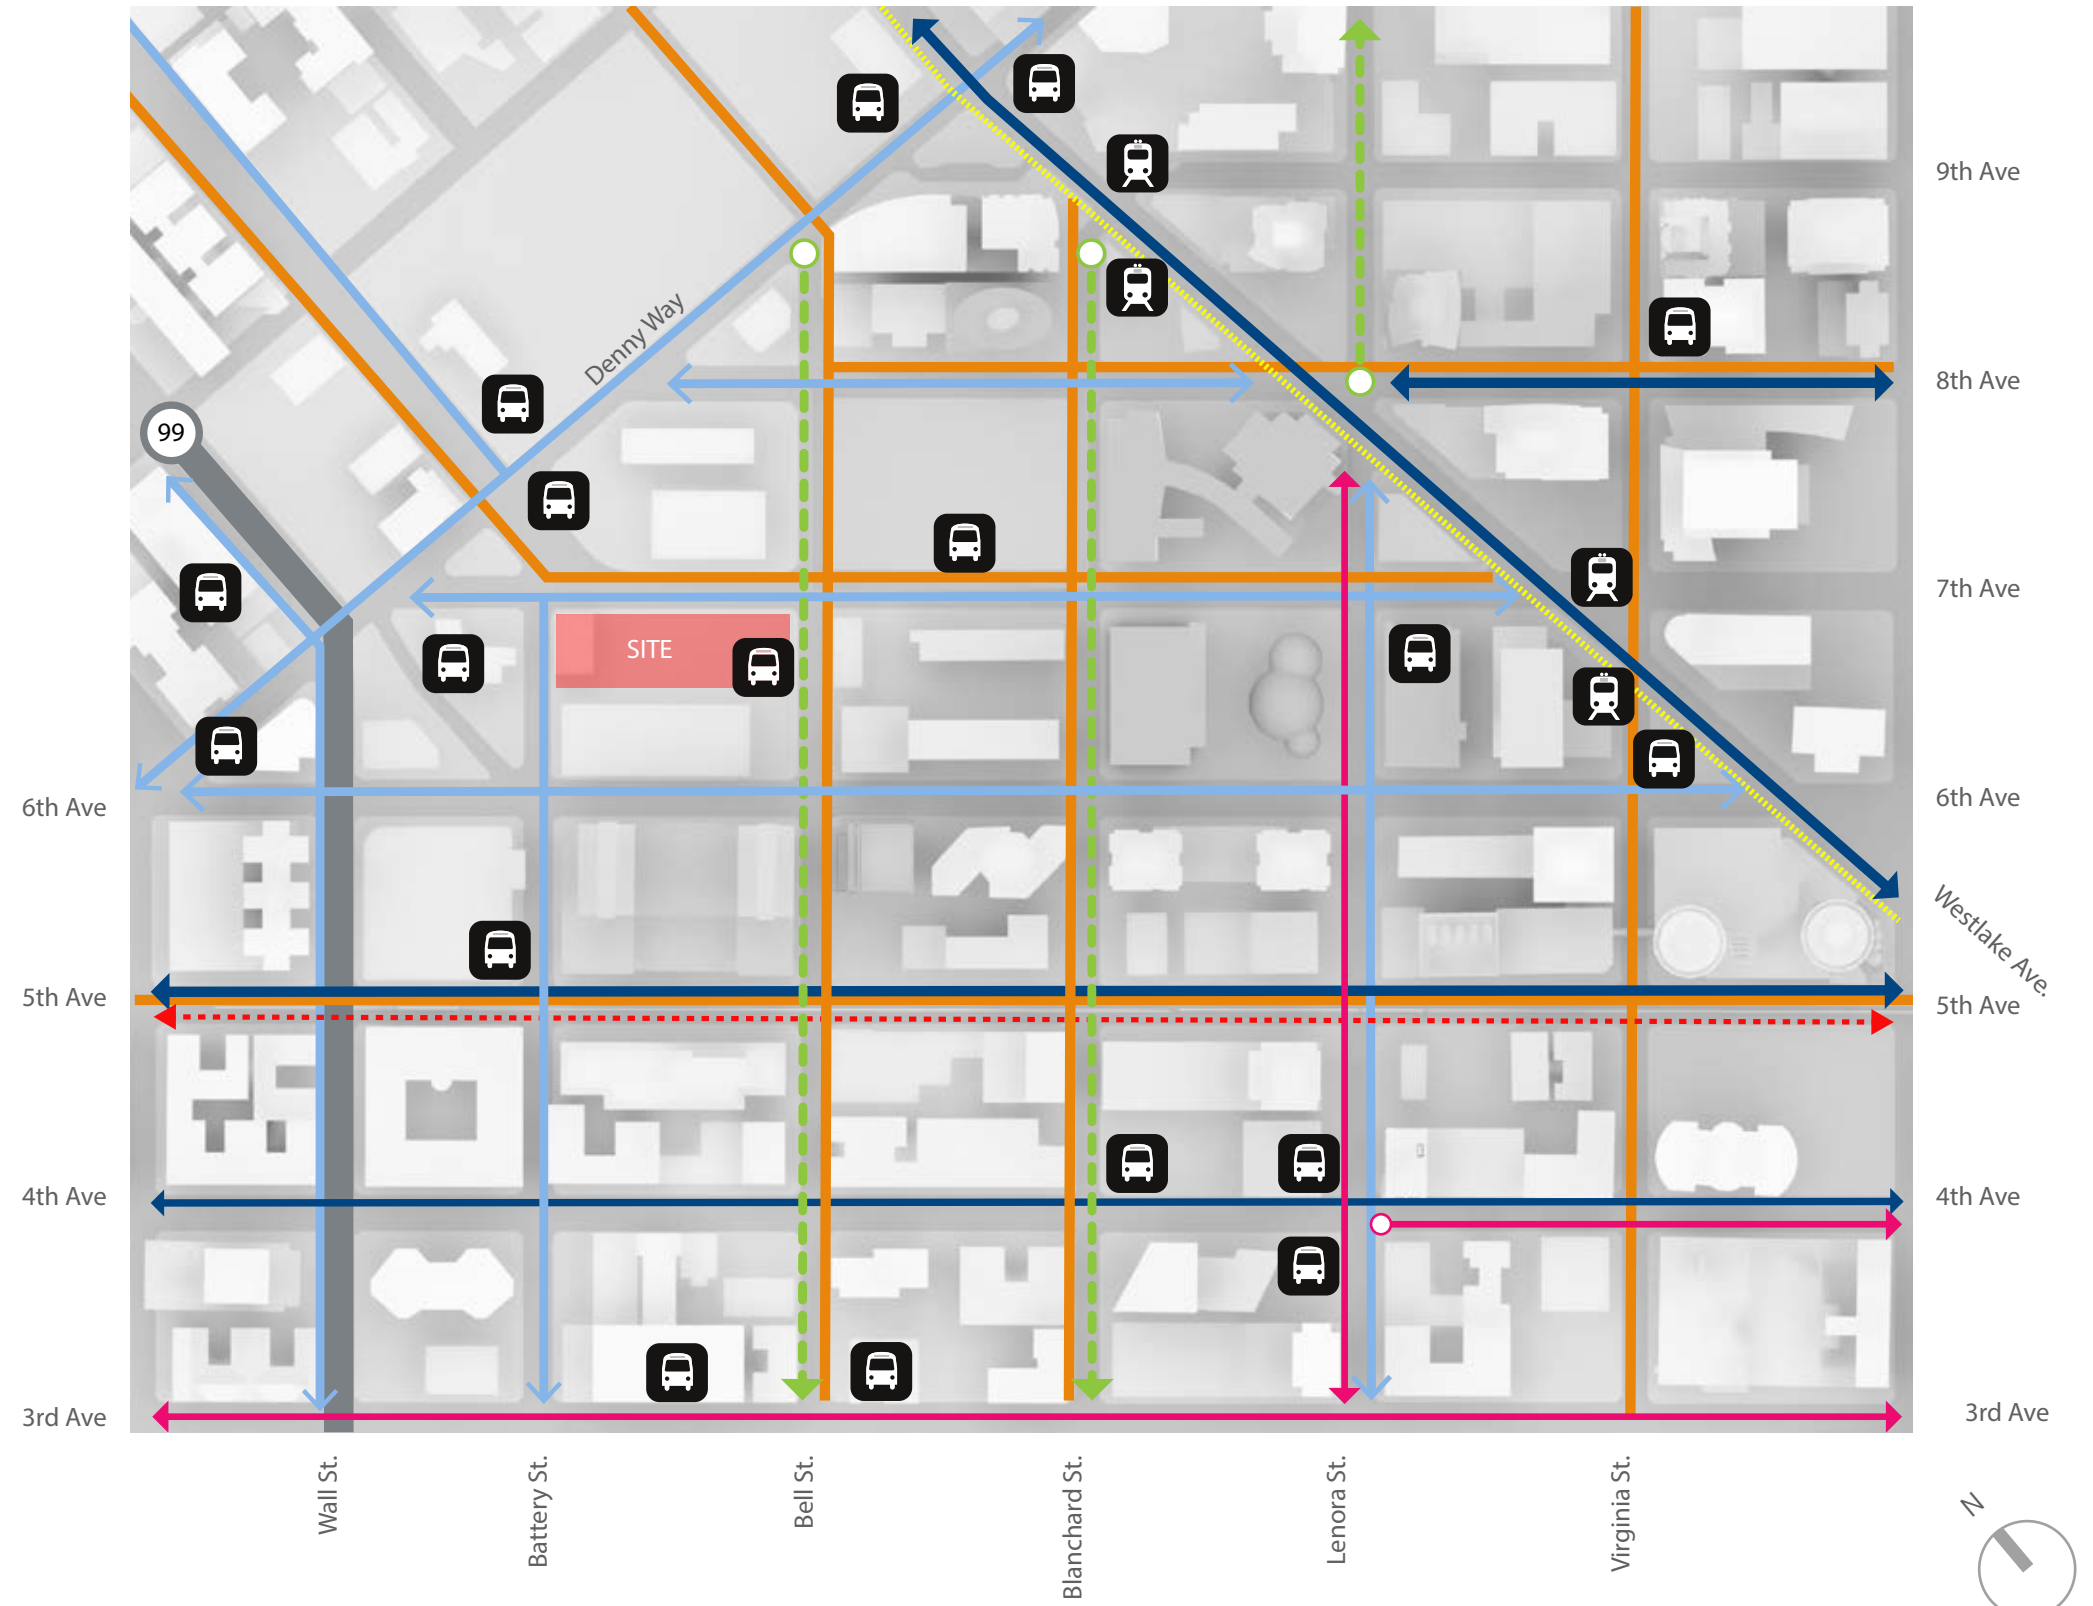 9th Ave
Denny Way
8th Ave
99
7th Ave
SITE
6th Ave
6th Ave
Westlake Ave.
5th Ave
5th Ave
4th Ave
4th Ave
3rd Ave
3rd Ave
Wall St.
Battery St.
Bell St.
Blanchard St.
Lenora St.
Virginia St.
N